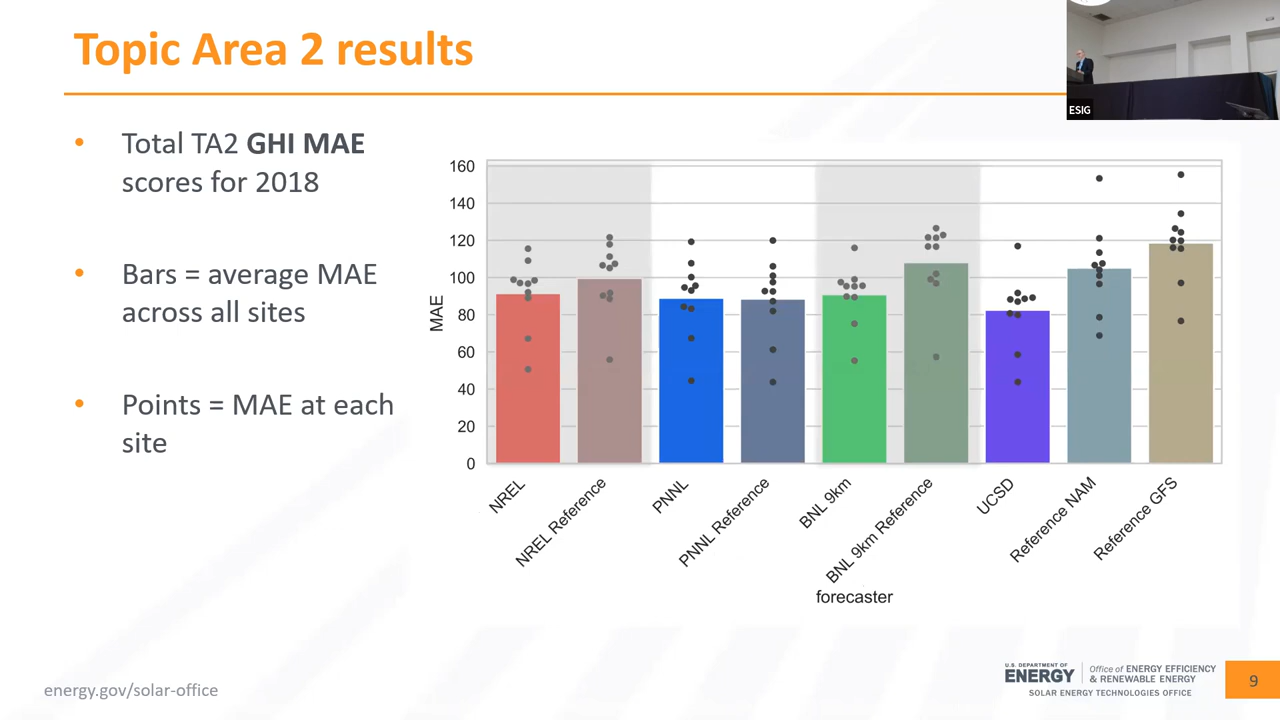 Topic Area 2 results
ESIG
• Total TA2 GHI MAE
scores for 2018
• Bars = average MAE
across all sites
• Points = MAE at each
site
MAE
160
140
120
100
80
60
40
20
0
NREL
NREL Reference
PNNL
PNNL Reference
BNL 9km
BNL 9km Reference
UCSD
Reference NAM
Reference GFS
forecaster
energy.gov/solar-office
U.S. DEPARTMENT OF
ENERGY
Office of ENERGY EFFICIENCY
& RENEWABLE ENERGY
SOLAR ENERGY TECHNOLOGIES OFFICE
9